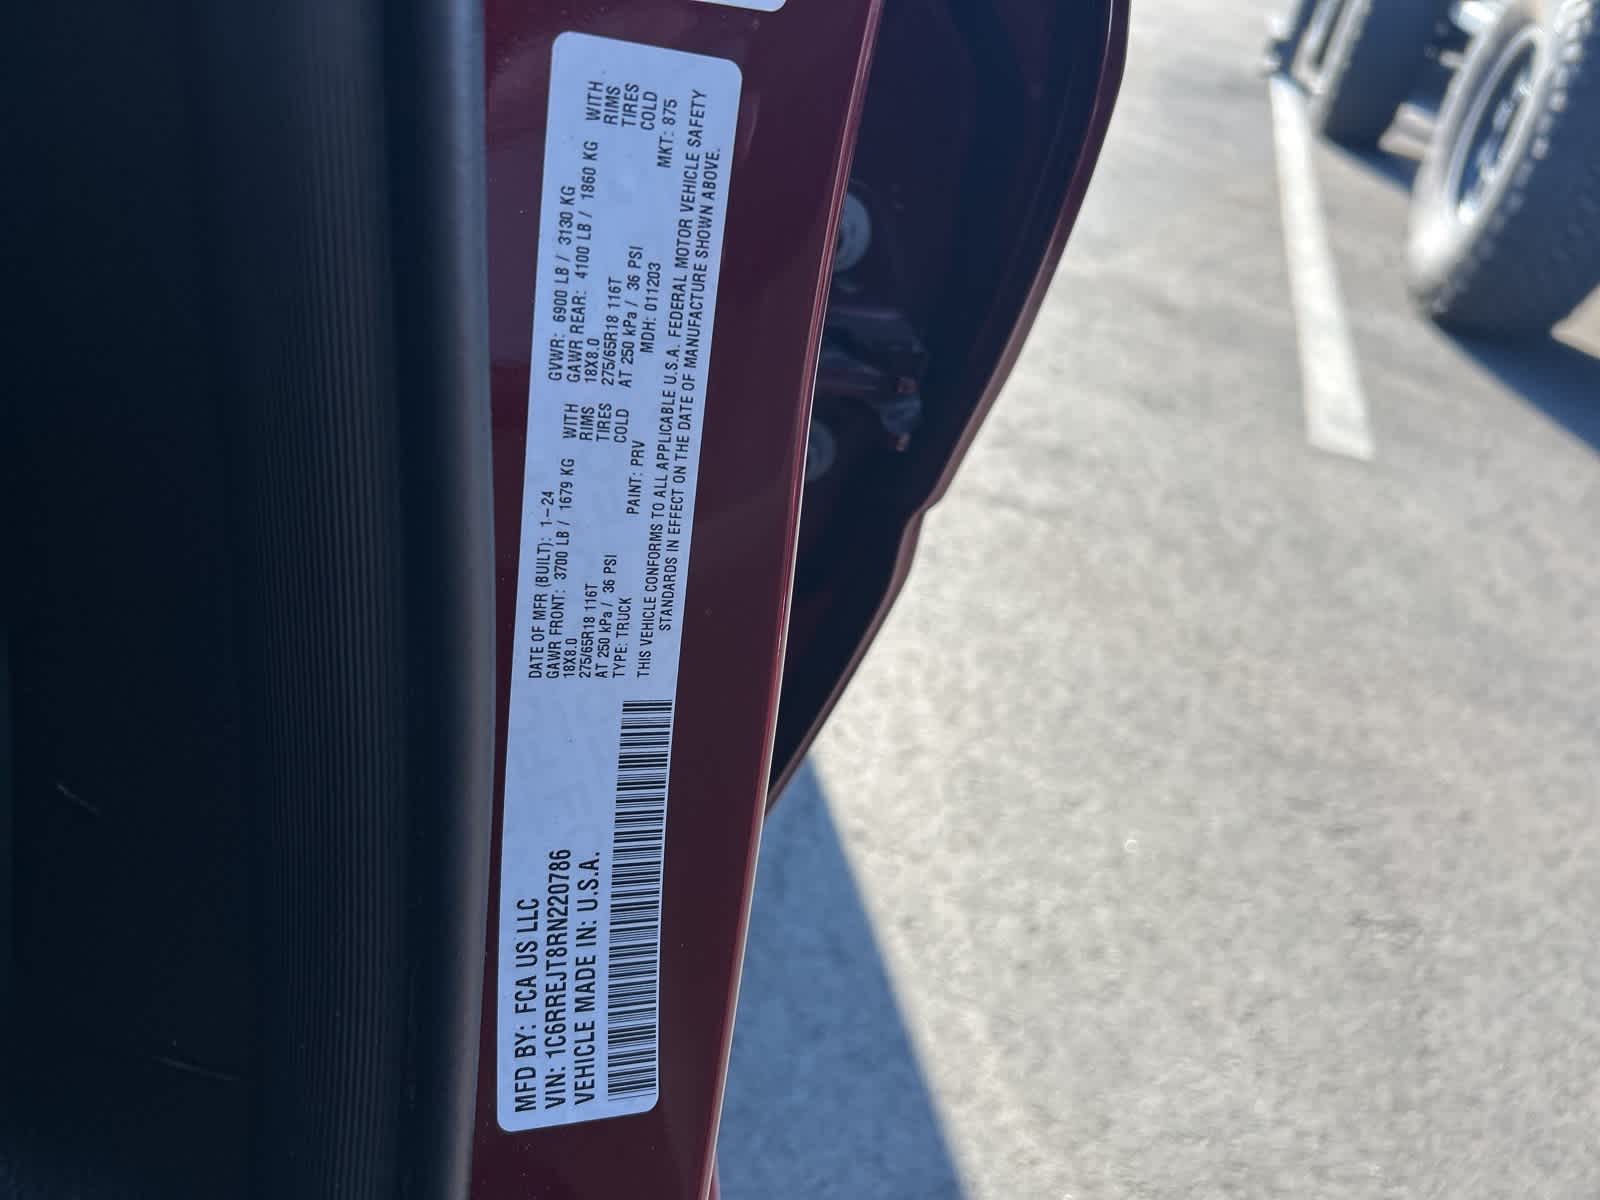 MFD BY: FCA US LLC
VIN: 1C6RREJT8RN220786
VEHICLE MADE IN: U.S.A.
DATE OF MFR (BUILT): 1-24 GVWR: 6900 LB / 3130 KG
GAWR FRONT: 3700 LB / 1679 KG WITH GAWR REAR: 4100 LB / 1860 KG WITH
18X8.0 RIMS 18X8.0 RIMS
275/65R18 116T TIRES 275/65R18 116T TIRES
AT 250 kPa / 36 PSI COLD AT 250 kPa / 36 PSI COLD
TYPE: TRUCK PAINT: PRV MDH: 011203 MKT: 875
THIS VEHICLE CONFORMS TO ALL APPLICABLE U.S.A. FEDERAL MOTOR VEHICLE SAFETY
STANDARDS IN EFFECT ON THE DATE OF MANUFACTURE SHOWN ABOVE.